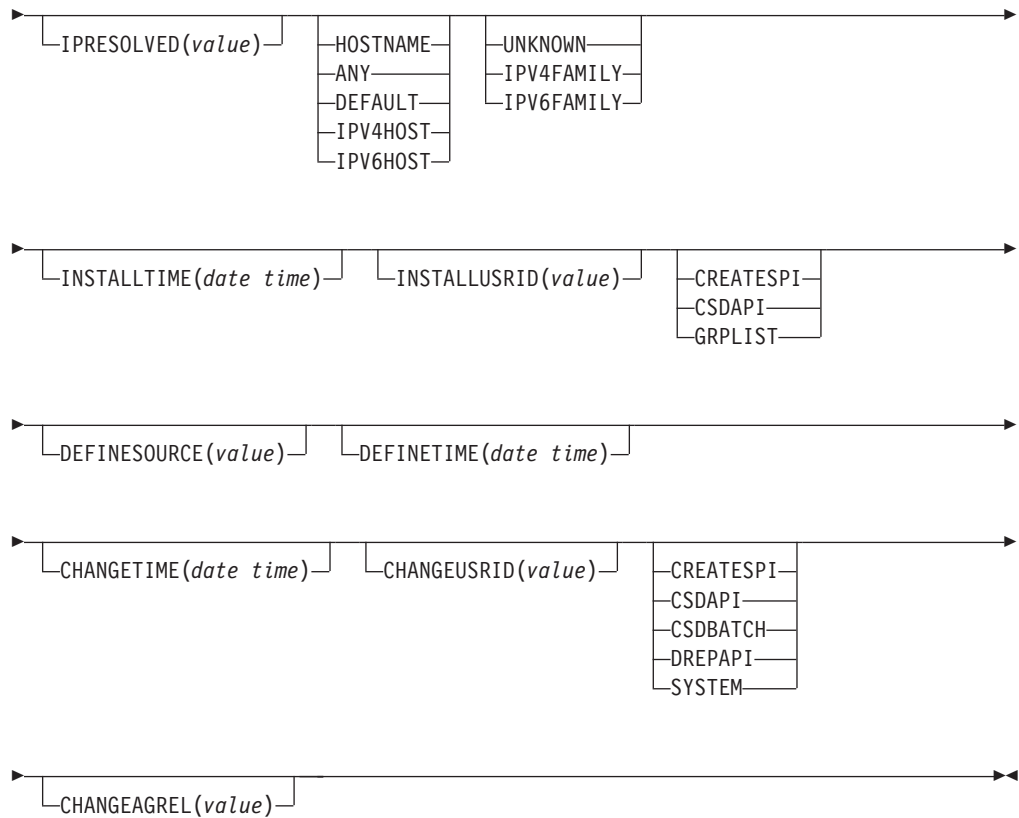 IPRESOLVED(value) HOSTNAME UNKNOWN
ANY IPV4FAMILY
DEFAULT IPV6FAMILY
IPV4HOST
IPV6HOST
INSTALLTIME(date time) INSTALLUSRID(value) CREATESPI
CSDAPI
GRPLIST
DEFINESOURCE(value) DEFINETIME(date time)
CHANGETIME(date time) CHANGEUSRID(value) CREATESPI
CSDAPI
CSDBATCH
DREPAPI
SYSTEM
CHANGEAGREL(value)